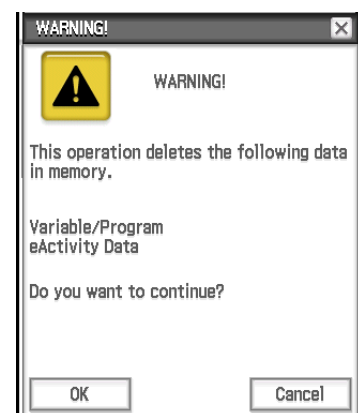 WARNING!
WARNING!
This operation deletes the following data
in memory.
Variable/Program
eActivity Data
Do you want to continue?
OK Cancel